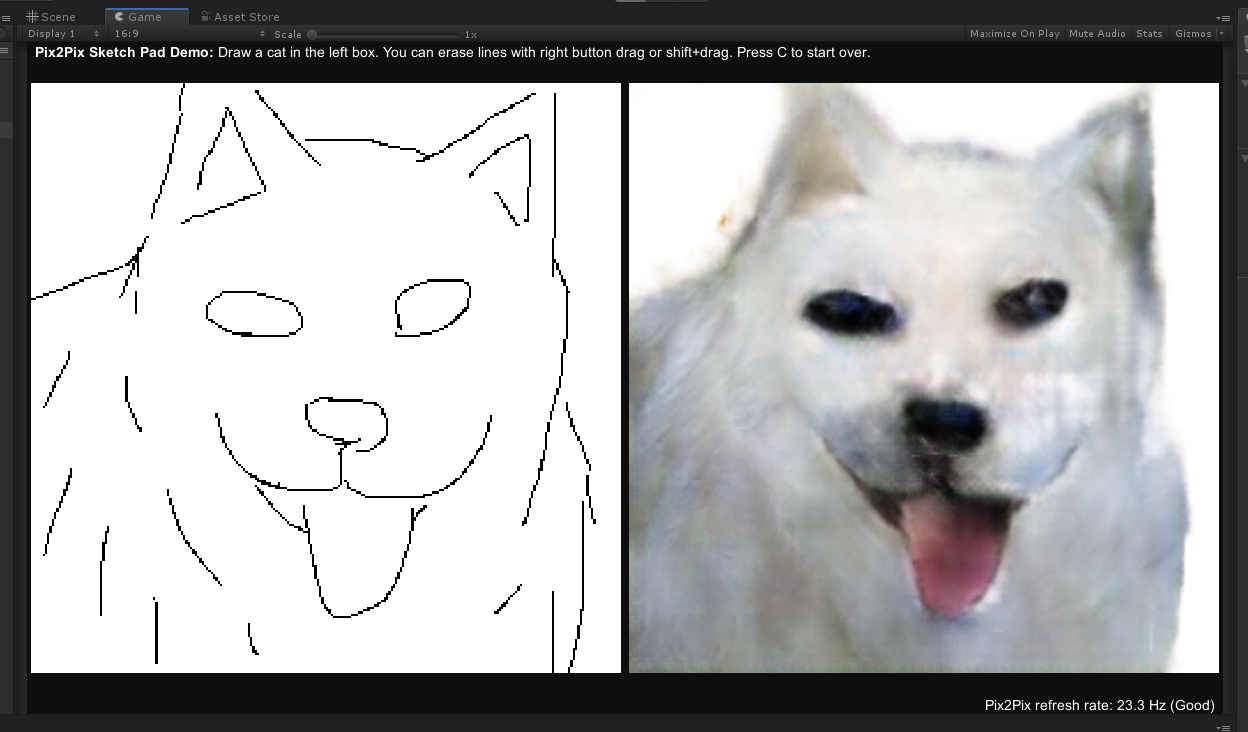 Scene Game Asset Store
Display 1 16:9 Scale 1x Maximize On Play Mute Audio Stats Gizmos
Pix2Pix Sketch Pad Demo: Draw a cat in the left box. You can erase lines with right button drag or shift+drag. Press C to start over.
Pix2Pix refresh rate: 23.3 Hz (Good)